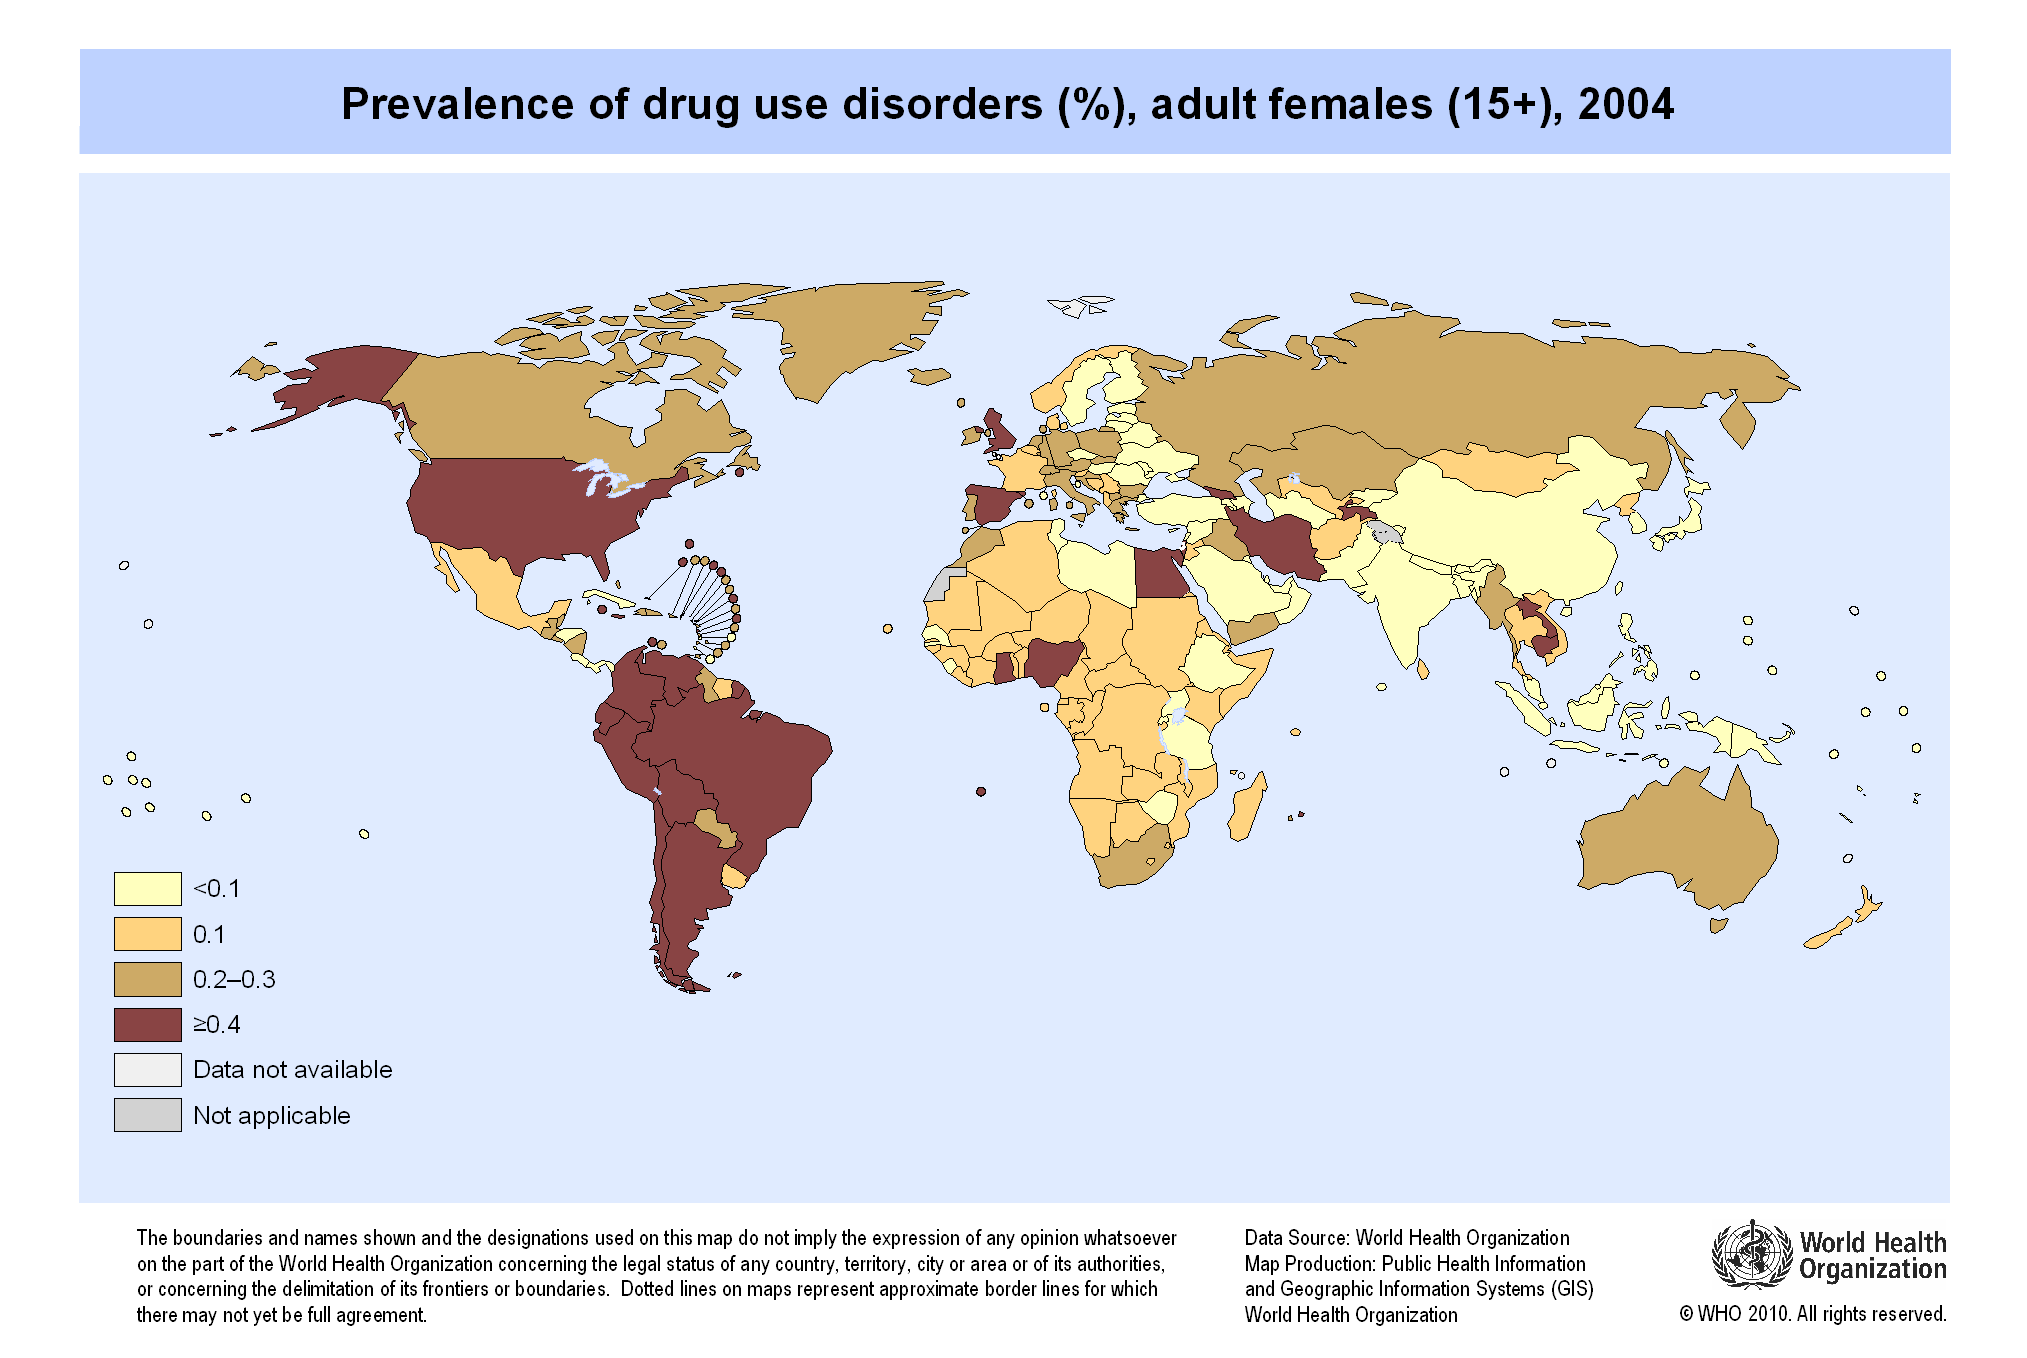 Prevalence of drug use disorders (%), adult females (15+), 2004
<0.1
0.1
0.2–0.3
≥0.4
Data not available
Not applicable
The boundaries and names shown and the designations used on this map do not imply the expression of any opinion whatsoever
on the part of the World Health Organization concerning the legal status of any country, territory, city or area or of its authorities,
or concerning the delimitation of its frontiers or boundaries.  Dotted lines on maps represent approximate border lines for which
there may not yet be full agreement.
Data Source: World Health Organization
Map Production: Public Health Information
and Geographic Information Systems (GIS)
World Health Organization
World Health
Organization
© WHO 2010. All rights reserved.